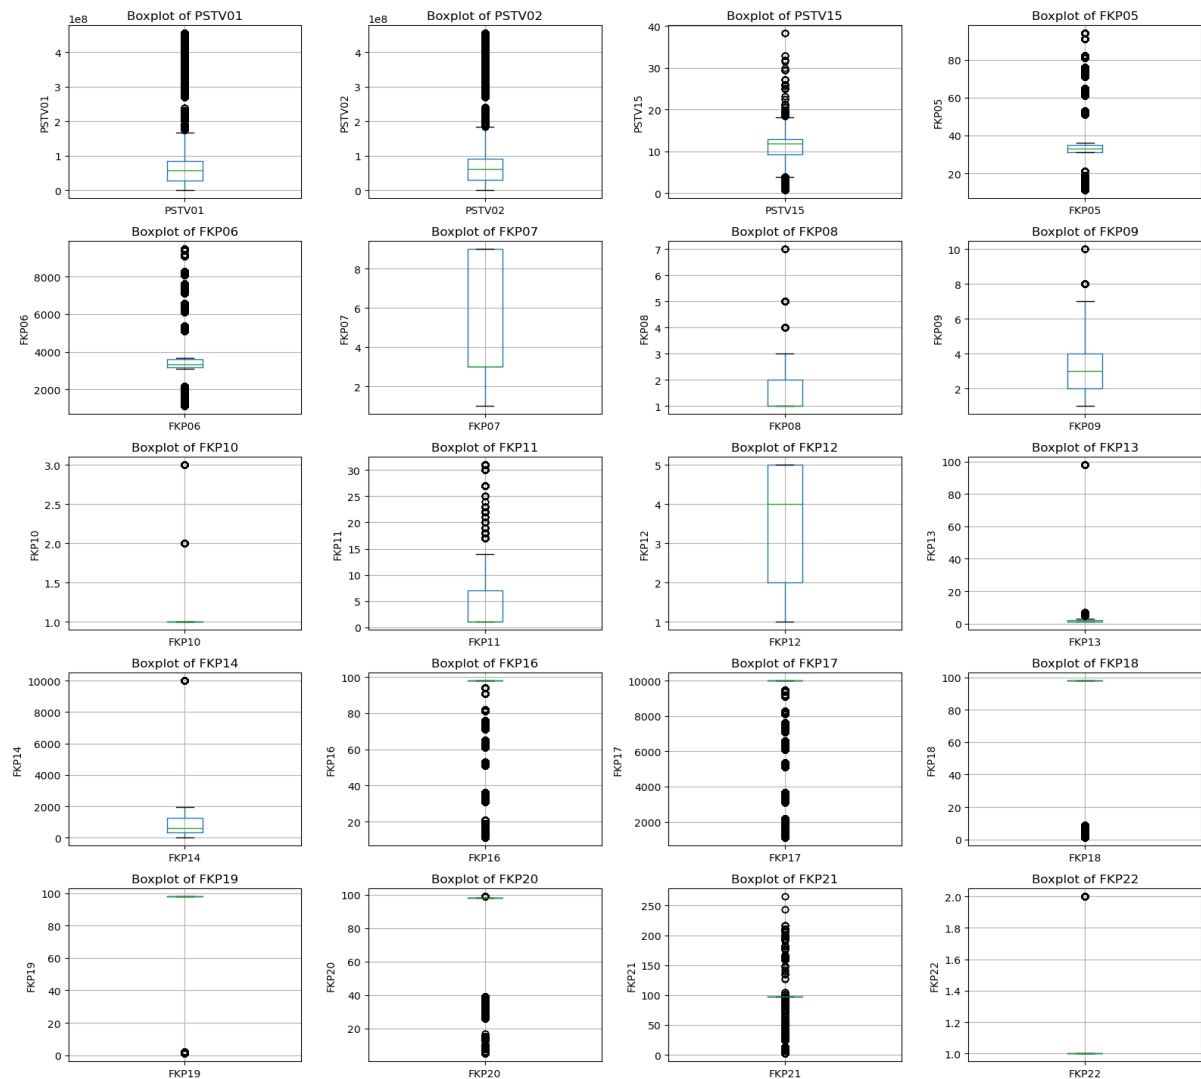 Boxplot of PSTV01
1e8
4
3
2
1
0
PSTV01
PSTV01
Boxplot of PSTV02
1e8
4
3
2
1
0
PSTV02
PSTV02
Boxplot of PSTV15
40
30
20
10
0
PSTV15
PSTV15
Boxplot of FKP05
80
60
40
20
FKP05
FKP05
Boxplot of FKP06
8000
6000
4000
2000
FKP06
FKP06
Boxplot of FKP07
8
6
4
2
FKP07
FKP07
Boxplot of FKP08
7
6
5
4
3
2
1
FKP08
FKP08
Boxplot of FKP09
10
8
6
4
2
FKP09
FKP09
Boxplot of FKP10
3.0
2.5
2.0
1.5
1.0
FKP10
FKP10
Boxplot of FKP11
30
25
20
15
10
5
0
FKP11
FKP11
Boxplot of FKP12
5
4
3
2
1
FKP12
FKP12
Boxplot of FKP13
100
80
60
40
20
0
FKP13
FKP13
Boxplot of FKP14
10000
8000
6000
4000
2000
0
FKP14
FKP14
Boxplot of FKP16
100
80
60
40
20
FKP16
FKP16
Boxplot of FKP17
10000
8000
6000
4000
2000
FKP17
FKP17
Boxplot of FKP18
100
80
60
40
20
0
FKP18
FKP18
Boxplot of FKP19
100
80
60
40
20
0
FKP19
FKP19
Boxplot of FKP20
100
80
60
40
20
FKP20
FKP20
Boxplot of FKP21
250
200
150
100
50
0
FKP21
FKP21
Boxplot of FKP22
2.0
1.8
1.6
1.4
1.2
1.0
FKP22
FKP22